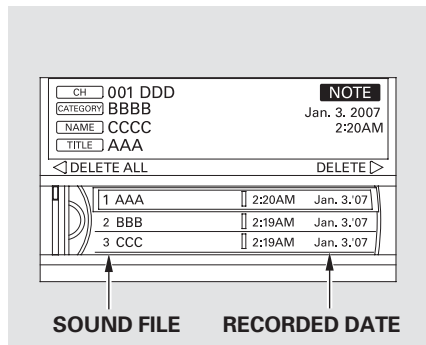 CH 001 DDD NOTE
CATEGORY BBBB Jan. 3. 2007
NAME CCCC 2:20AM
TITLE AAA
DELETE ALL DELETE
1 AAA 2:20AM Jan. 3.'07
2 BBB 2:19AM Jan. 3.'07
3 CCC 2:19AM Jan. 3.'07
SOUND FILE RECORDED DATE